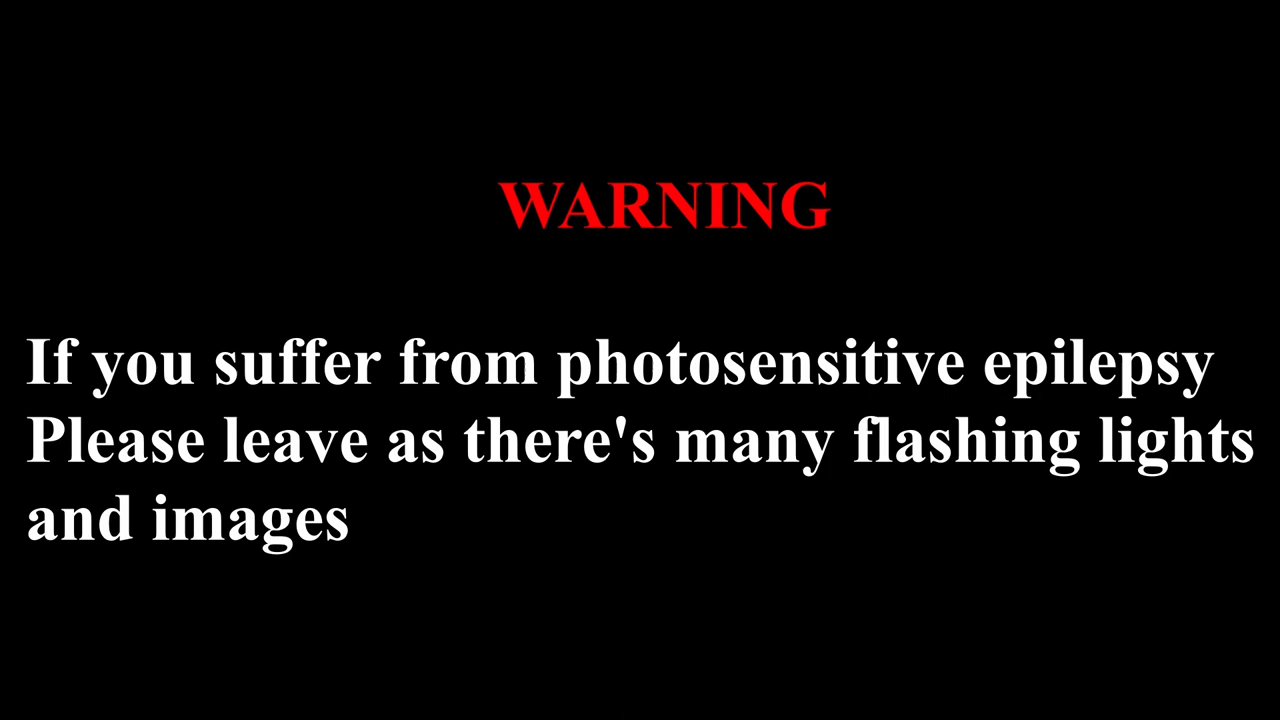 WARNING
If you suffer from photosensitive epilepsy
Please leave as there's many flashing lights
and images